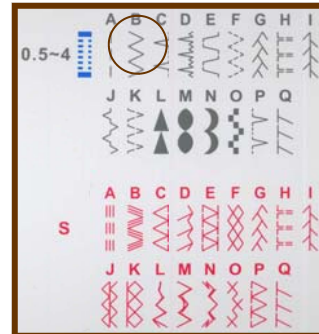 A B C D E F G H I
0.5~4
J K L M N O P Q
A B C D E F G H I
S
J K L M N O P Q